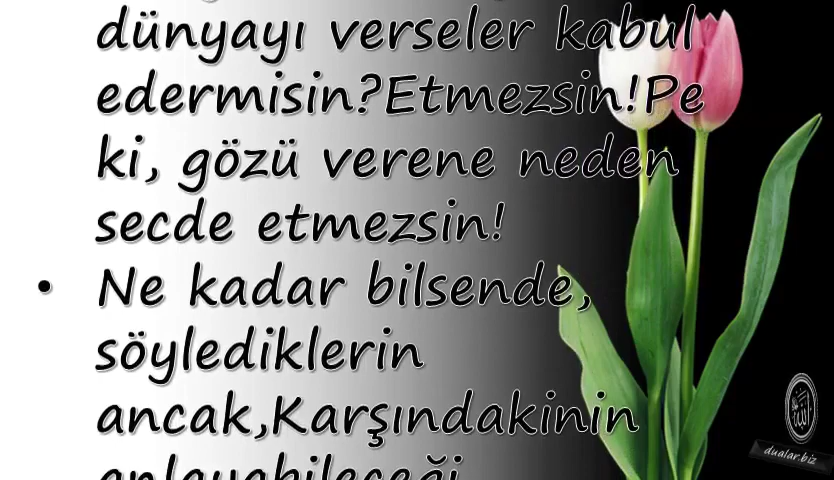 dünyayı verseler kabul
edermisin?Etmezsin!Pe
ki, gözü verene neden
secde etmezsin!
• Ne kadar bilsende,
söylediklerin
ancak,Karşındakinin
anlayabileceği
dualar.biz